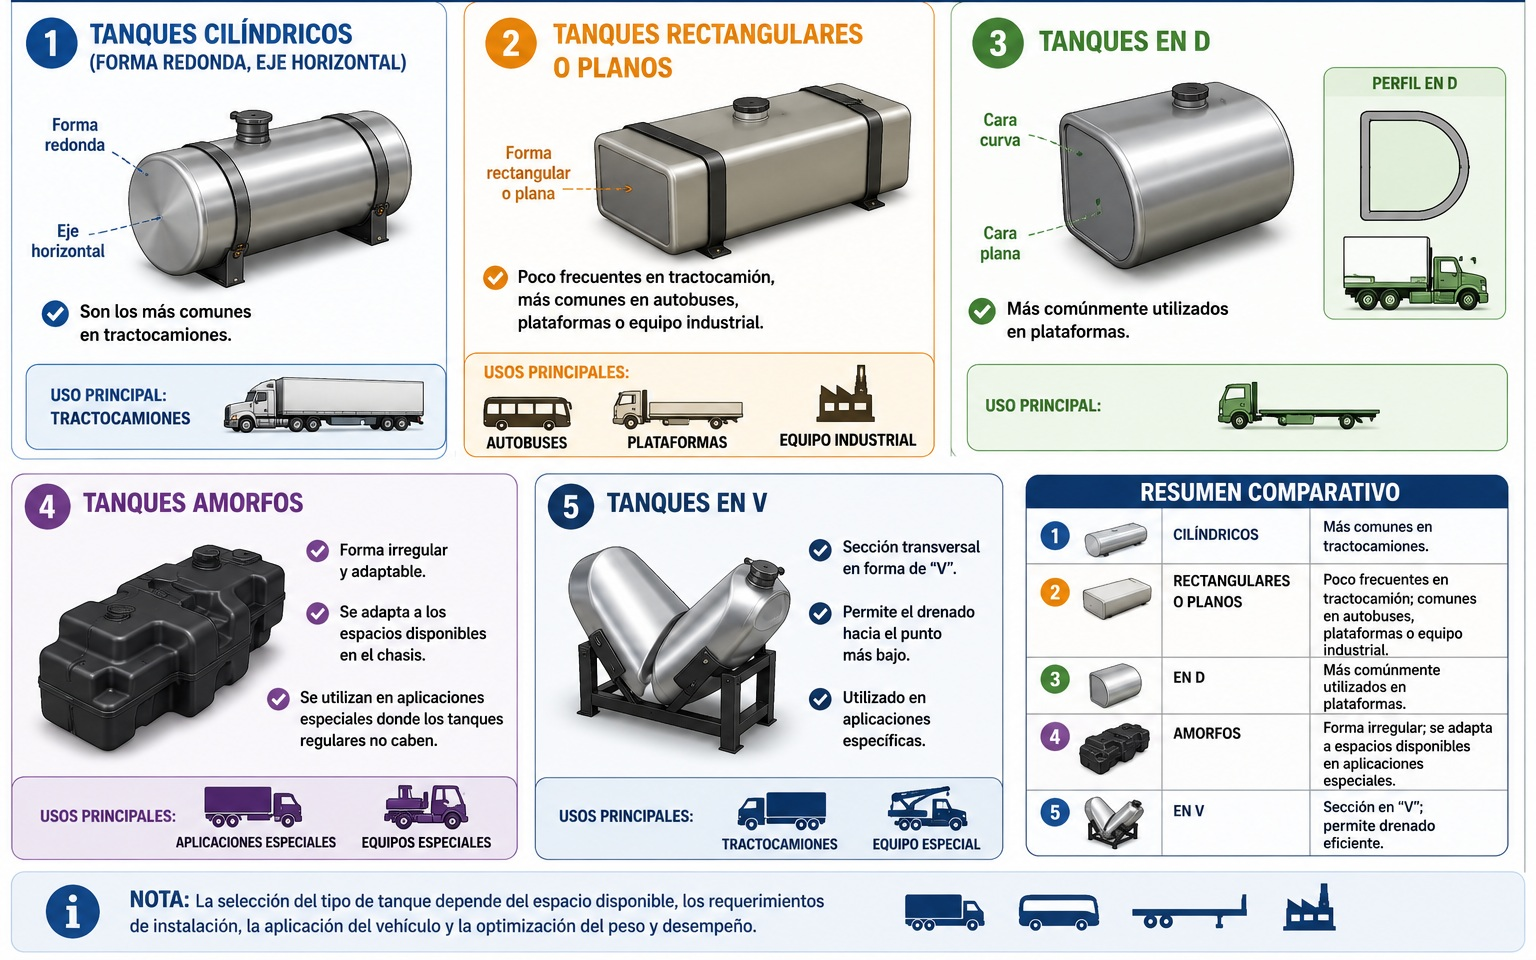 1
TANQUES CILÍNDRICOS
(FORMA REDONDA, EJE HORIZONTAL)
Forma
redonda
Eje
horizontal
Son los más comunes
en tractocamiones.
USO PRINCIPAL:
TRACTOCAMIONES
2
TANQUES RECTANGULARES
O PLANOS
Forma
rectangular
o plana
Poco frecuentes en tractocamión,
más comunes en autobuses,
plataformas o equipo industrial.
USOS PRINCIPALES:
AUTOBUSES
PLATAFORMAS
EQUIPO INDUSTRIAL
3
TANQUES EN D
Cara
curva
Cara
plana
PERFIL EN D
Más comúnmente utilizados
en plataformas.
USO PRINCIPAL:
4
TANQUES AMORFOS
Forma irregular
y adaptable.
Se adapta a los
espacios disponibles
en el chasis.
Se utilizan en aplicaciones
especiales donde los tanques
regulares no caben.
USOS PRINCIPALES:
APLICACIONES ESPECIALES
EQUIPOS ESPECIALES
5
TANQUES EN V
Sección transversal
en forma de “V”.
Permite el drenado
hacia el punto
más bajo.
Utilizado en
aplicaciones
específicas.
USOS PRINCIPALES:
TRACTOCAMIONES
EQUIPO ESPECIAL
RESUMEN COMPARATIVO
1
CILÍNDRICOS
Más comunes en
tractocamiones.
2
RECTANGULARES
O PLANOS
Poco frecuentes en
tractocamión; comunes
en autobuses,
plataformas o equipo
industrial.
3
EN D
Más comúnmente
utilizados en
plataformas.
4
AMORFOS
Forma irregular; se adapta
a espacios disponibles
en aplicaciones
especiales.
5
EN V
Sección en “V”;
permite drenado
eficiente.
i
NOTA: La selección del tipo de tanque depende del espacio disponible, los requerimientos
de instalación, la aplicación del vehículo y la optimización del peso y desempeño.